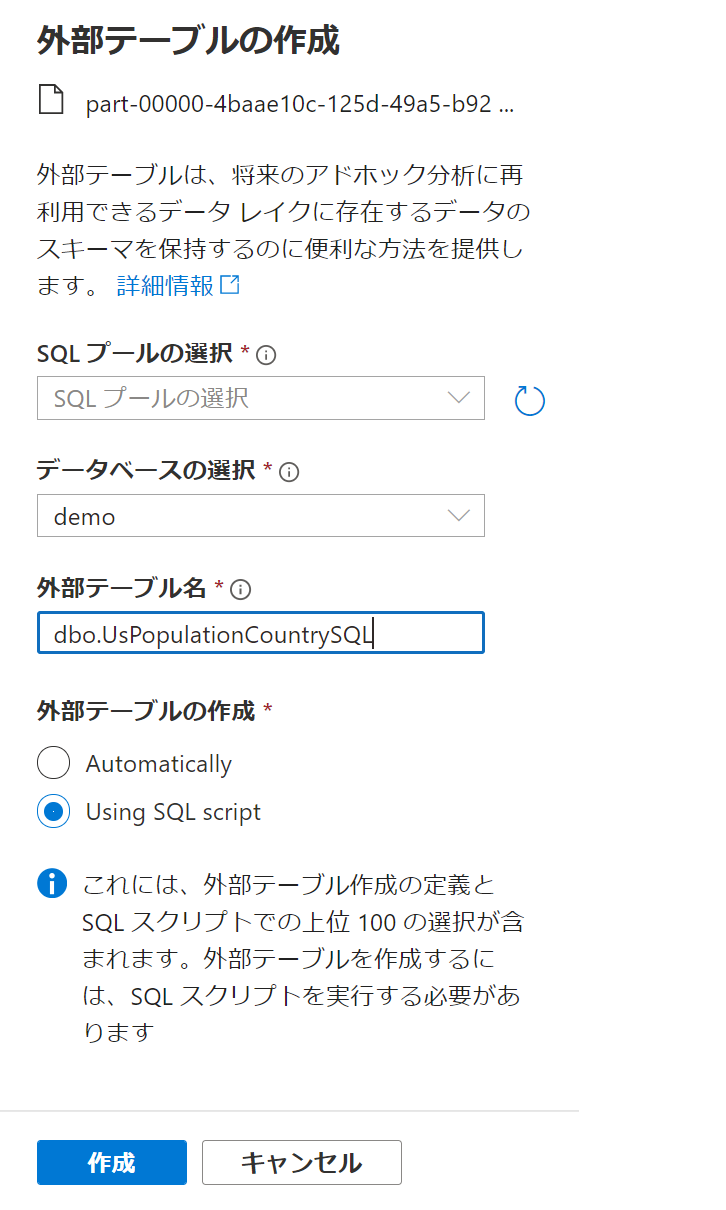 外部テーブルの作成
part-00000-4baae10c-125d-49a5-b92 ...
外部テーブルは、将来のアドホック分析に再
利用できるデータ レイクに存在するデータの
スキーマを保持するのに便利な方法を提供し
ます。 詳細情報
SQL プールの選択 *
SQL プールの選択
データベースの選択 *
demo
外部テーブル名 *
dbo.UsPopulationCountrySQL
外部テーブルの作成 *
Automatically
Using SQL script
これには、外部テーブル作成の定義と
SQL スクリプトでの上位 100 の選択が含
まれます。外部テーブルを作成するに
は、SQL スクリプトを実行する必要があ
ります
作成
キャンセル